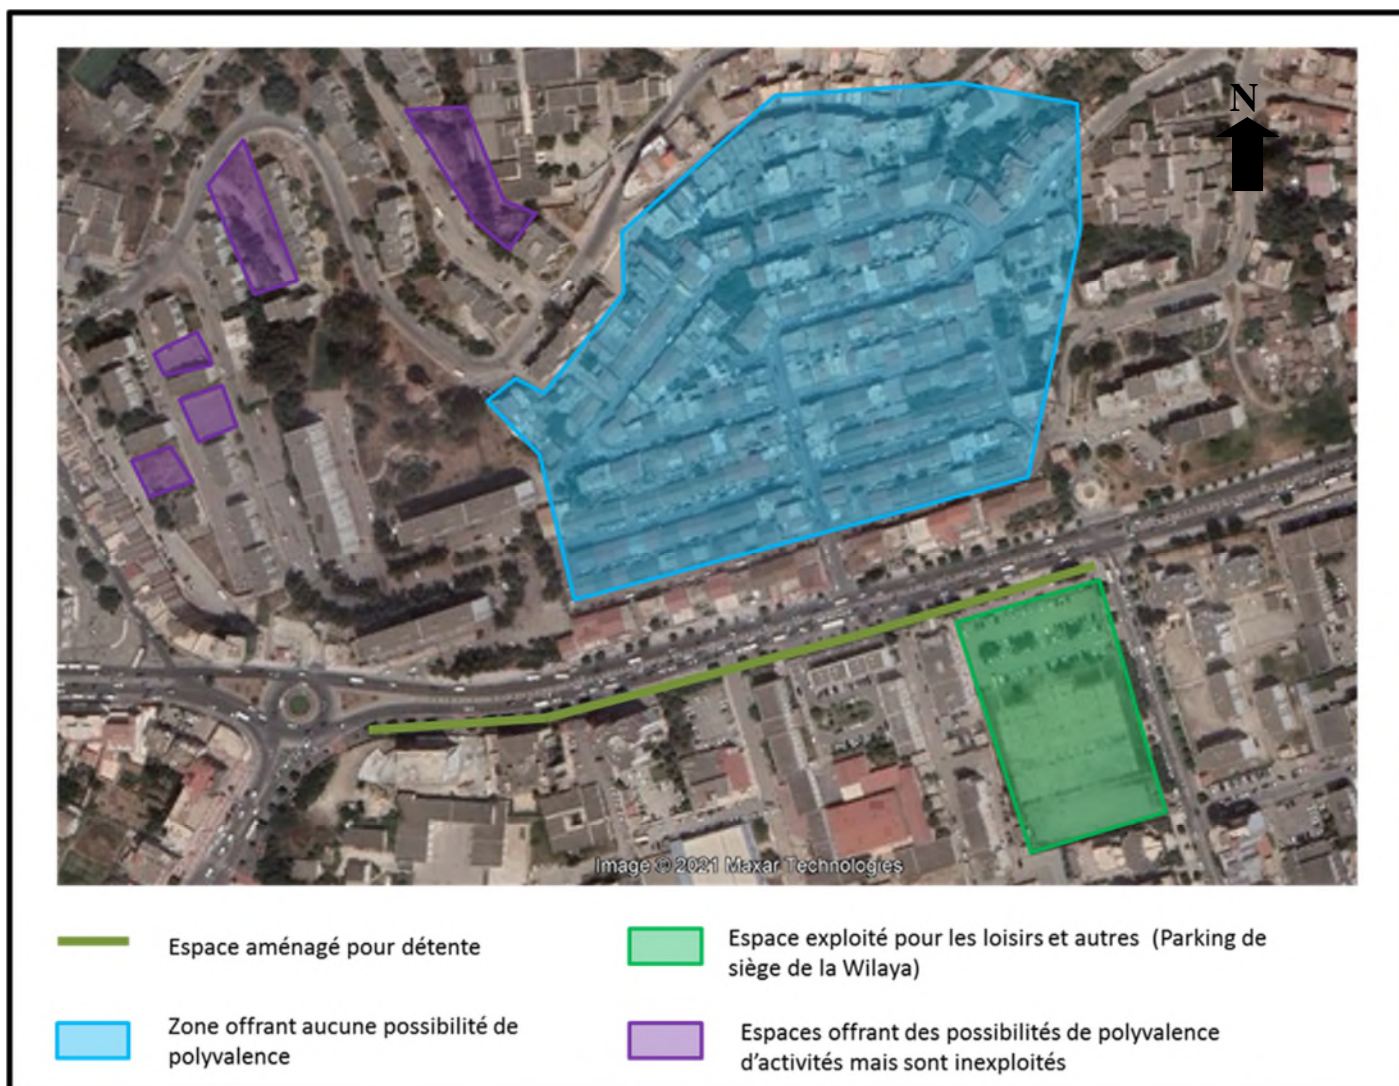 N
Image © 2021 Maxar Technologies
Espace aménagé pour détente
Espace exploité pour les loisirs et autres (Parking de
siège de la Wilaya)
Zone offrant aucune possibilité de
polyvalence
Espaces offrant des possibilités de polyvalence
d’activités mais sont inexploités